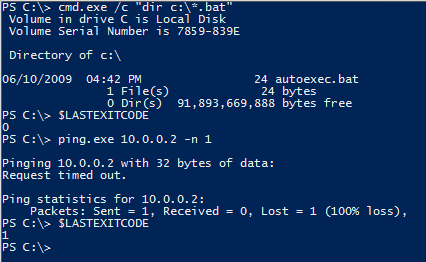 PS C:\> cmd.exe /c "dir c:\*.bat"
 Volume in drive C is Local Disk
 Volume Serial Number is 7859-839E
 Directory of c:\
06/10/2009  04:42 PM                24 autoexec.bat
               1 File(s)             24 bytes
               0 Dir(s)  91,893,669,888 bytes free
PS C:\> $LASTEXITCODE
0
PS C:\> ping.exe 10.0.0.2 -n 1
Pinging 10.0.0.2 with 32 bytes of data:
Request timed out.
Ping statistics for 10.0.0.2:
    Packets: Sent = 1, Received = 0, Lost = 1 (100% loss),
PS C:\> $LASTEXITCODE
1
PS C:\>